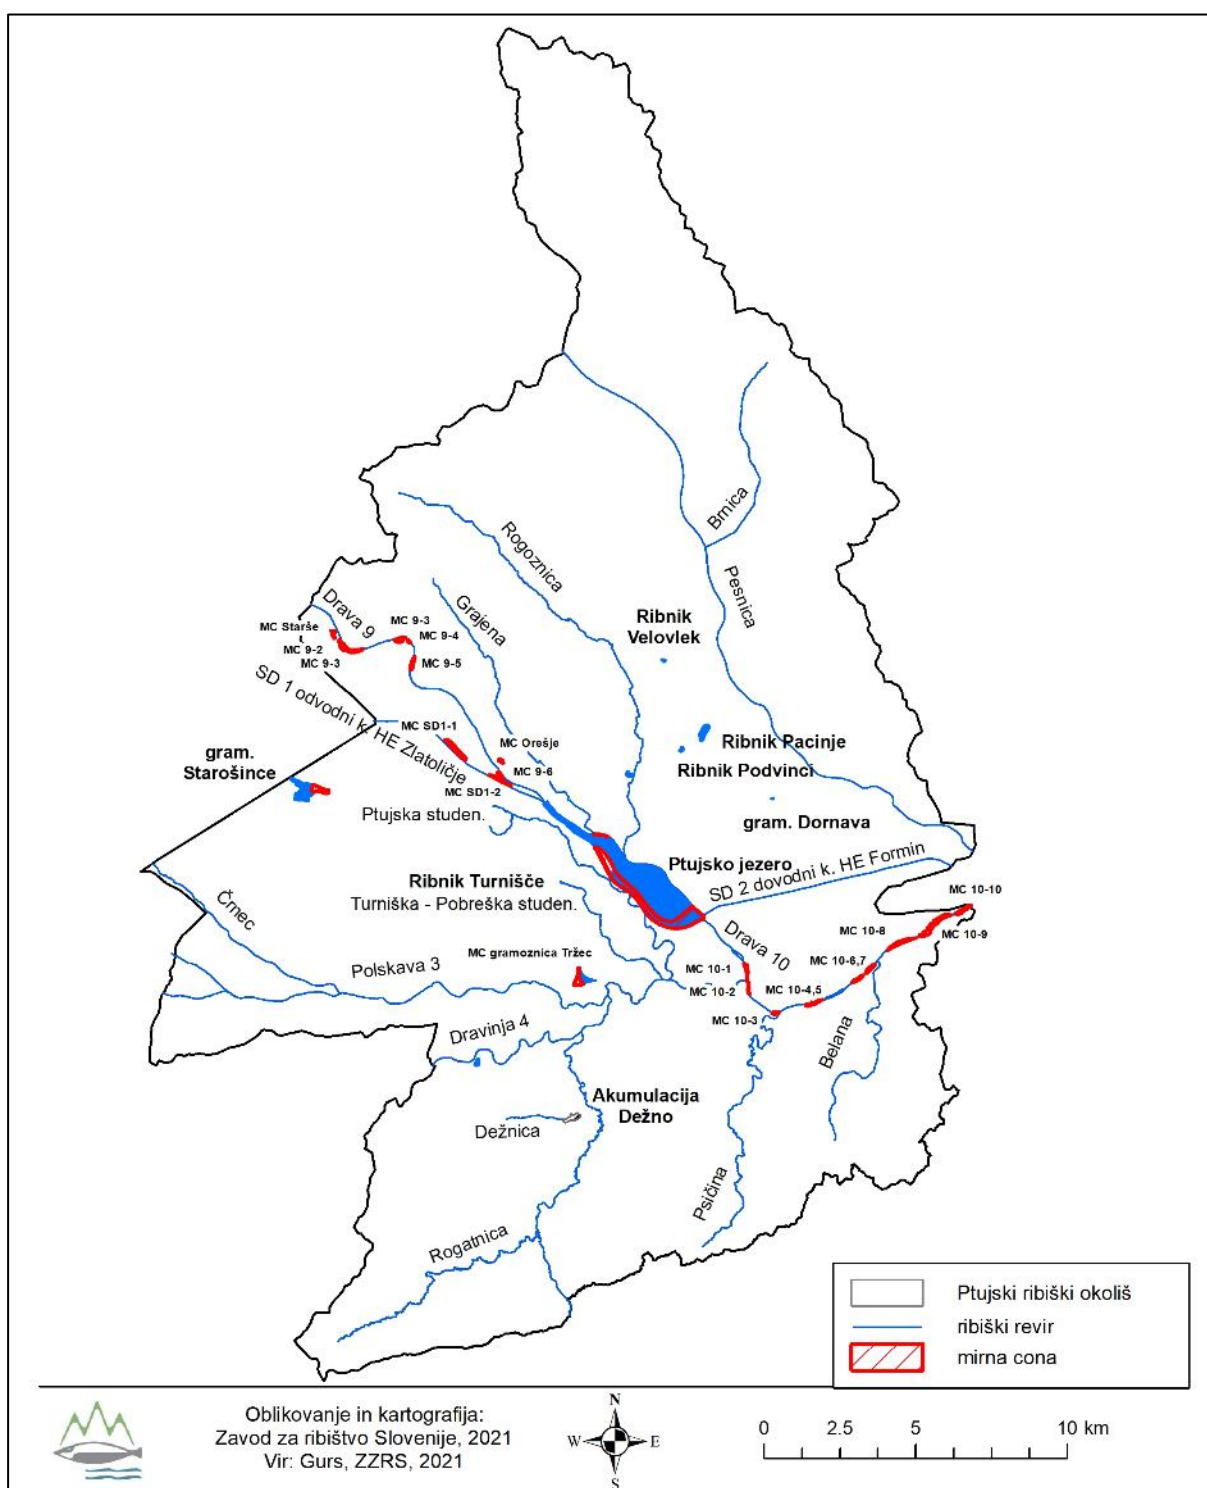 Brnica
Rogoznica
Pesnica
Grajena
Drava 9
MC 9-3
MC Starše
MC 9-4
Ribnik
Velovlek
MC 9-2
MC 9-3
MC 9-5
SD 1 odvodni k. HE Zlatoličje
MC SD1-1
MC Orešje
Ribnik Pacinje
gram.
Starošince
MC 9-6
Ribnik Podvinci
MC SD1-2
Ptujska studen.
gram. Dornava
Ptujsko jezero
SD 2 dovodni k. HE Formin
Ribnik Turnišče
Turniška - Pobreška studen.
MC 10-10
Črnec
MC 10-8
MC 10-9
Drava 10
MC gramoznica Tržec
MC 10-6,7
Polskava 3
MC 10-1
MC 10-2
MC 10-4,5
MC 10-3
Dravinja 4
Belana
Akumulacija
Dežno
Dežnica
Psičina
Rogatnica
Ptujski ribiški okoliš
ribiški revir
mirna cona
Oblikovanje in kartografija:
Zavod za ribištvo Slovenije, 2021
Vir: Gurs, ZZRS, 2021
N
W
E
S
0 2.5 5 10 km